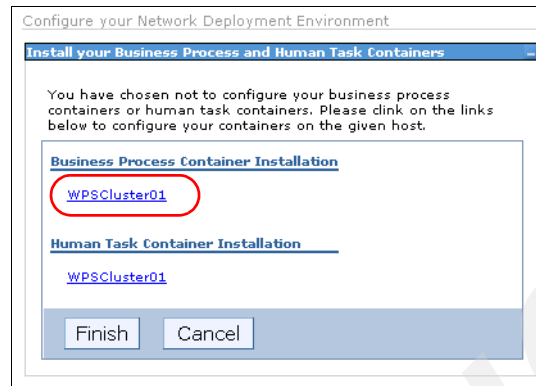 Configure your Network Deployment Environment
Install your Business Process and Human Task Containers
You have chosen not to configure your business process
containers or human task containers. Please click on the links
below to configure your containers on the given host.
Business Process Container Installation
WPSCluster01
Human Task Container Installation
WPSCluster01
Finish Cancel